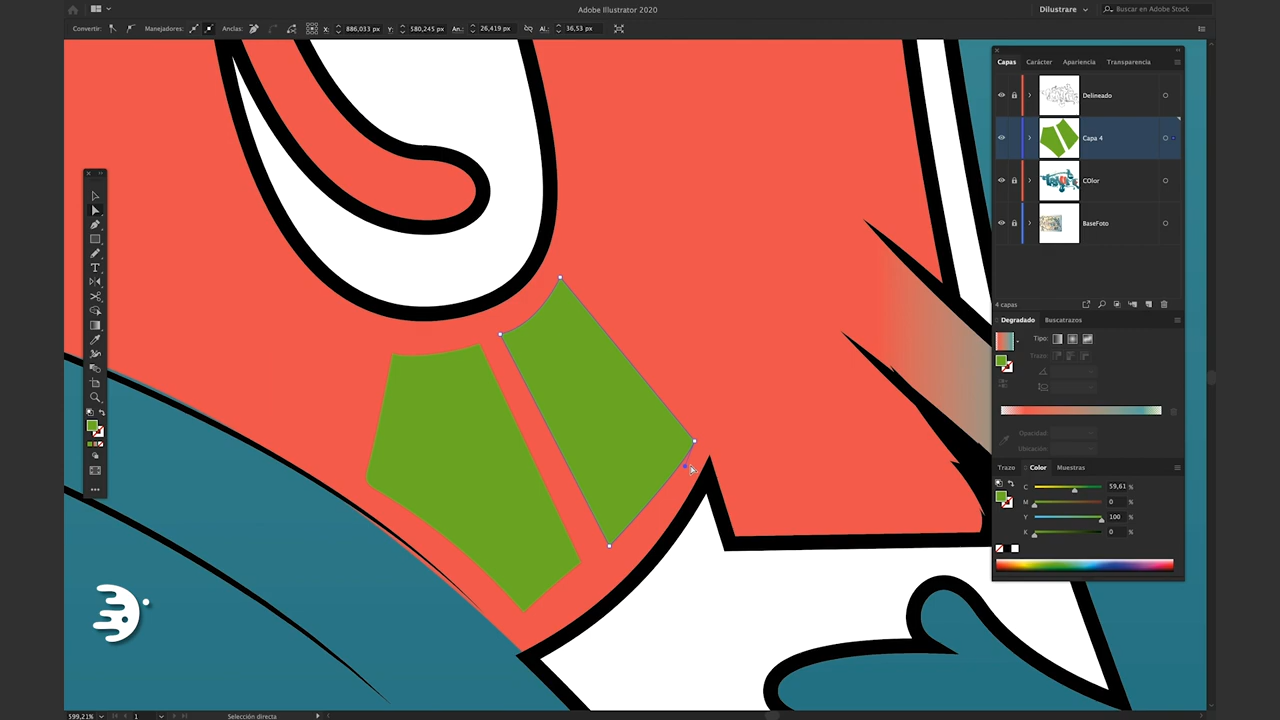 Adobe Illustrator 2020
Dilustrare
Buscar en Adobe Stock
Convertir:
Manejadores:
Anclas:
X: 886,033 px
Y: 580,245 px
An.: 26,419 px
AL: 36,53 px
Capas Carácter Apariencia Transparencia
Delineado
Capa 4
COlor
BaseFoto
4 capas
Degradado Buscatrazos
Tipo:
Trazo:
Opacidad:
Ubicación:
Trazo Color Muestras
C 59,61 %
M 0 %
Y 100 %
K 0 %
599,21% 1 Selección directa